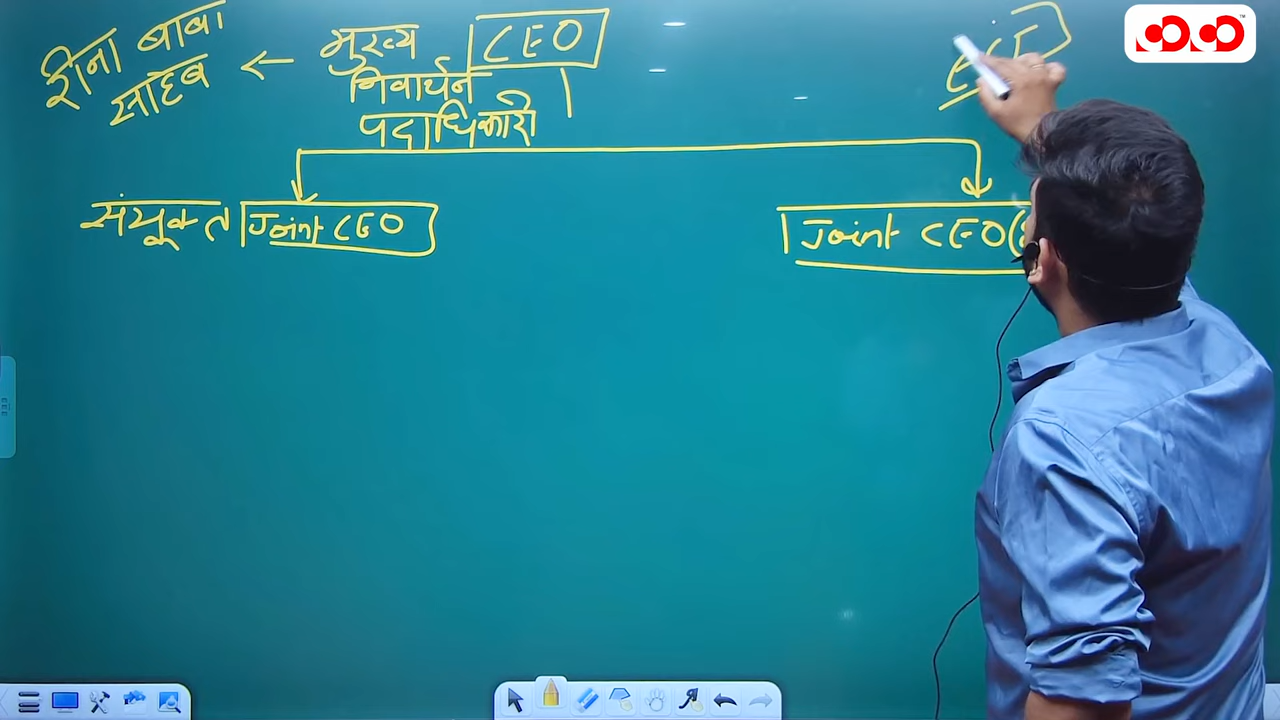 रीना बाबा
साहब ← मुख्य CEO
निवार्चन
पदाधिकारी
संयूक्त Joint CEO
Joint CEO(